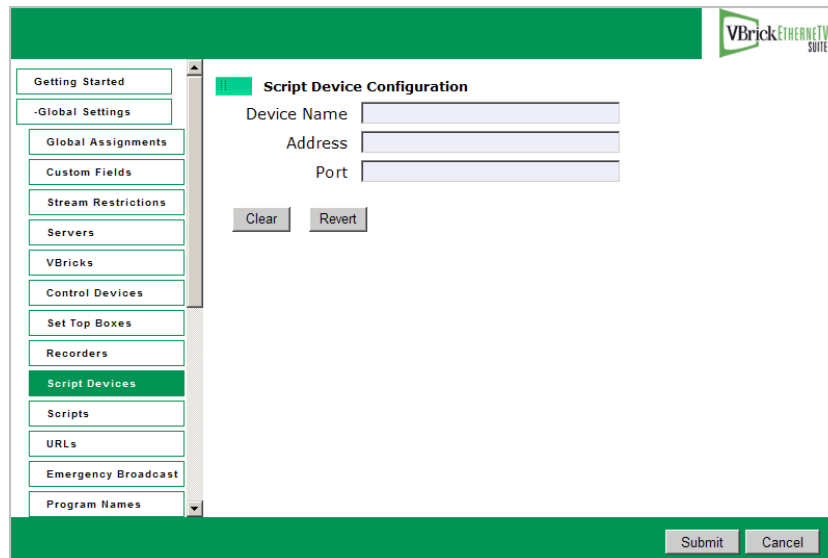 VBrick ETHERNETV
SUITE
Getting Started
-Global Settings
Global Assignments
Custom Fields
Stream Restrictions
Servers
VBricks
Control Devices
Set Top Boxes
Recorders
Script Devices
Scripts
URLs
Emergency Broadcast
Program Names
Script Device Configuration
Device Name
Address
Port
Clear Revert
Submit Cancel